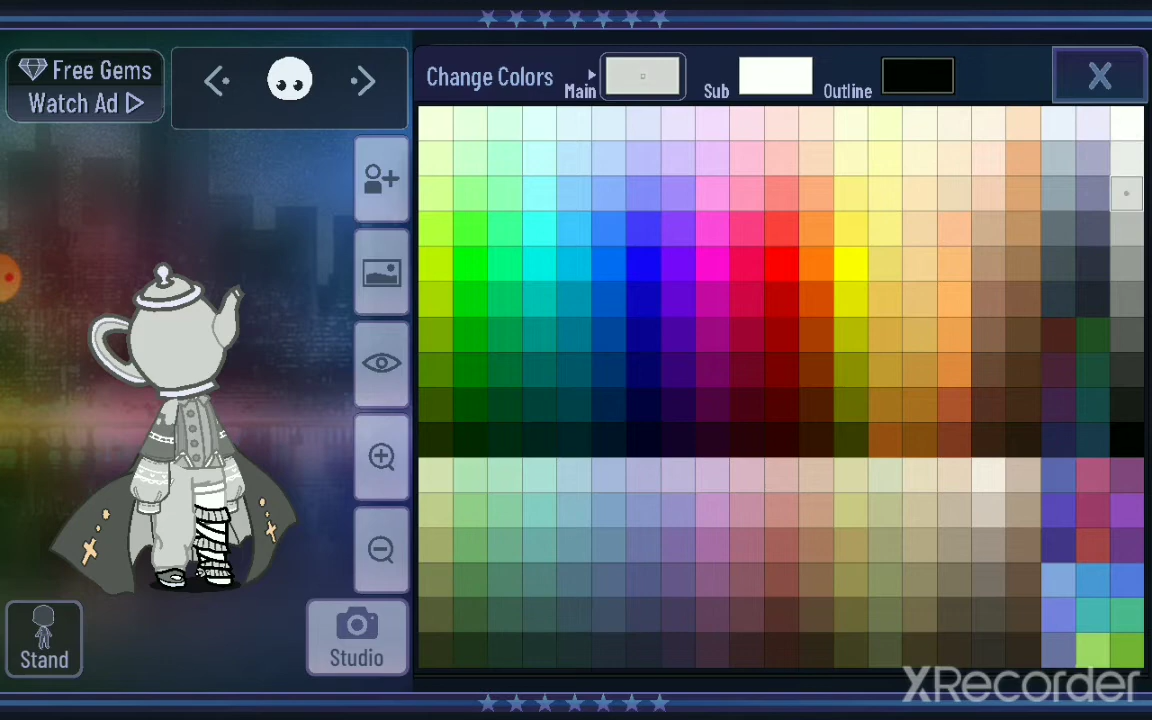 Free Gems
Watch Ad
Change Colors
Main
Sub
Outline
X
Stand
Studio
XRecorder